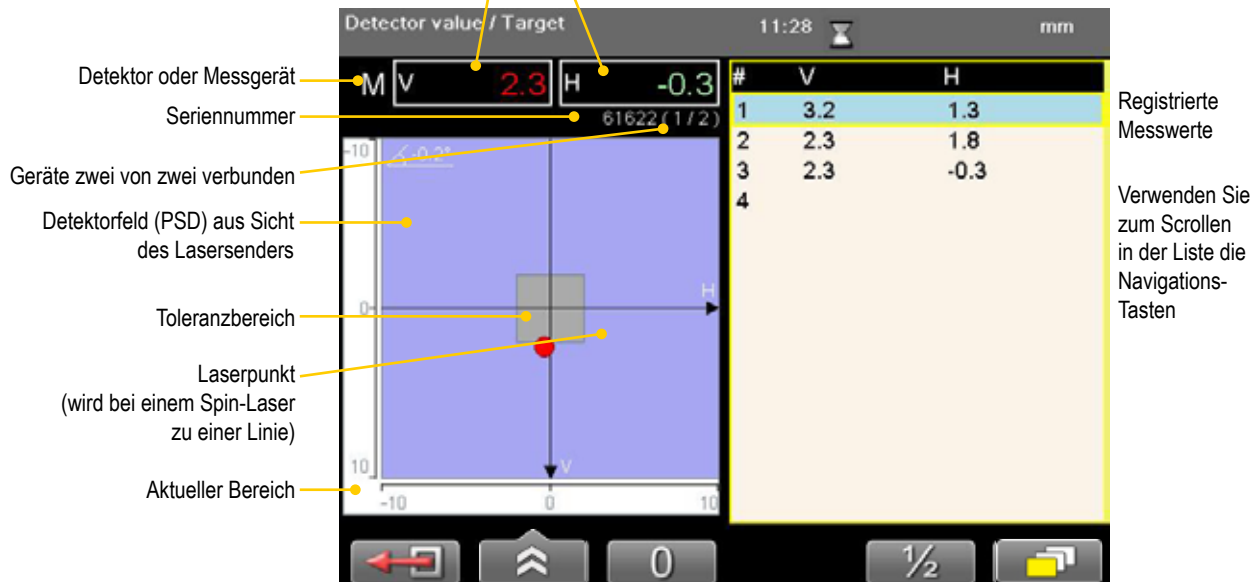 Detector value / Target 11:28 mm
Detektor oder Messgerät
M V 2.3 H -0.3
Seriennummer
61622(1/2)
Geräte zwei von zwei verbunden
Detektorfeld (PSD) aus Sicht
des Lasersenders
Toleranzbereich
Laserpunkt
(wird bei einem Spin-Laser
zu einer Linie)
Aktueller Bereich
-10
-0.2°
0
H
10
V
-10 0 10
# V H
1 3.2 1.3
2 2.3 1.8
3 2.3 -0.3
4
Registrierte
Messwerte
Verwenden Sie
zum Scrollen
in der Liste die
Navigations-
Tasten
0
½